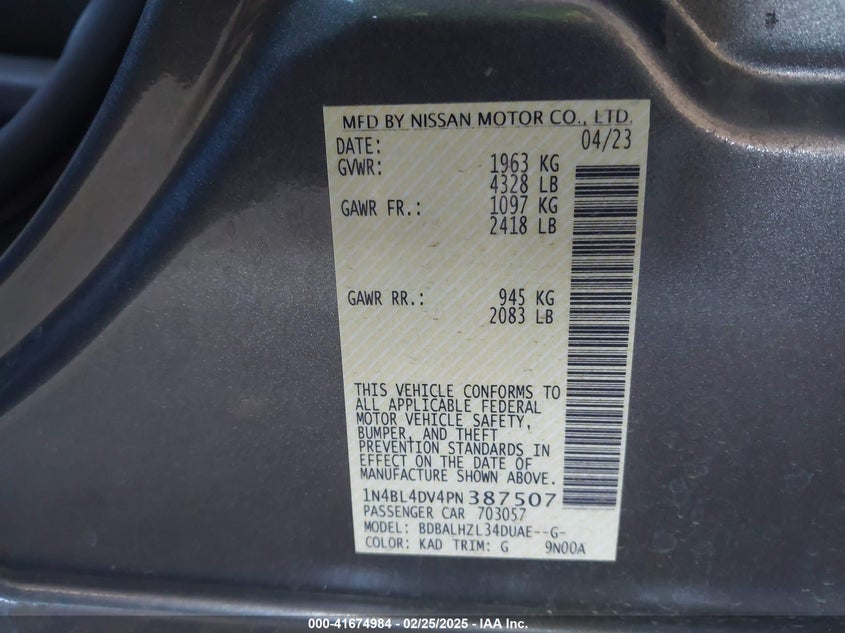 MFD BY NISSAN MOTOR CO., LTD.
DATE: 04/23
GVWR: 1963 KG
4328 LB
GAWR FR.: 1097 KG
2418 LB
GAWR RR.: 945 KG
2083 LB
THIS VEHICLE CONFORMS TO
ALL APPLICABLE FEDERAL
MOTOR VEHICLE SAFETY,
BUMPER, AND THEFT
PREVENTION STANDARDS IN
EFFECT ON THE DATE OF
MANUFACTURE SHOWN ABOVE.
1N4BL4DV4PN387507
PASSENGER CAR 703057
MODEL: BDBALHZL34DUAE--G-
COLOR: KAD TRIM: G 9N00A
000-41674984 - 02/25/2025 - IAA Inc.